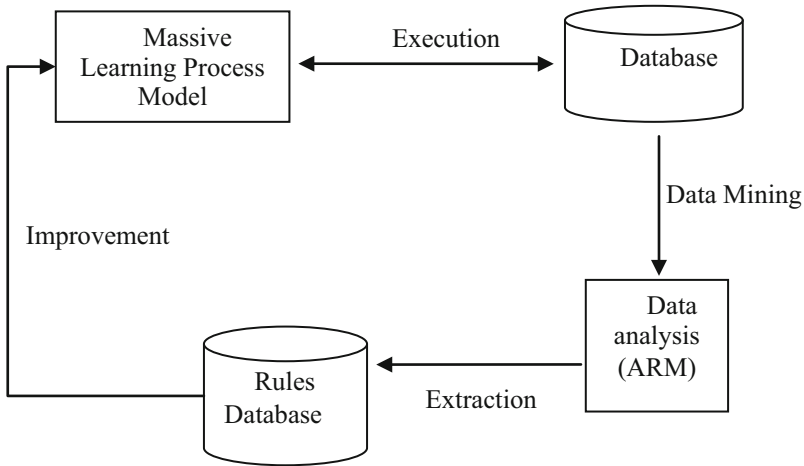 Massive
Learning Process
Model
Execution
Database
Data Mining
Improvement
Data
analysis
(ARM)
Rules
Database
Extraction